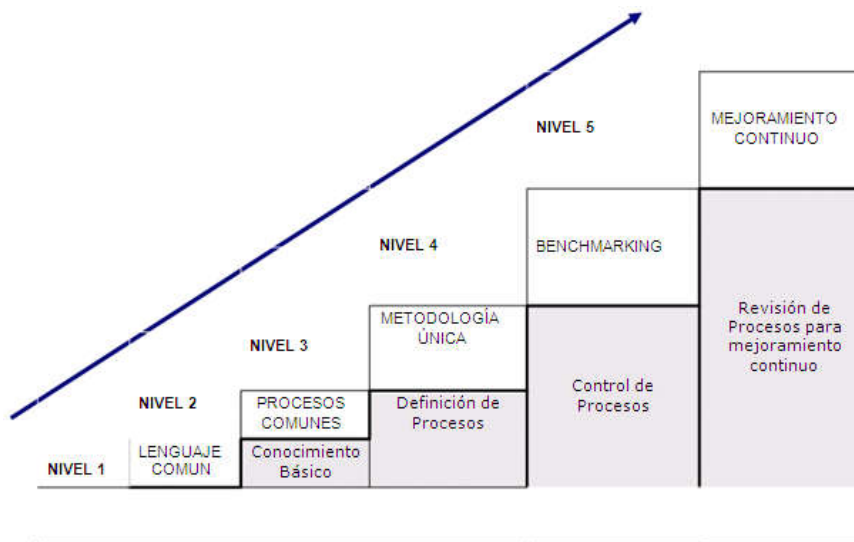 NIVEL 1
LENGUAJE
COMUN
NIVEL 2
PROCESOS
COMUNES
Conocimiento
Básico
NIVEL 3
METODOLOGÍA
ÚNICA
Definición de
Procesos
NIVEL 4
BENCHMARKING
Control de
Procesos
NIVEL 5
MEJORAMIENTO
CONTINUO
Revisión de
Procesos para
mejoramiento
continuo